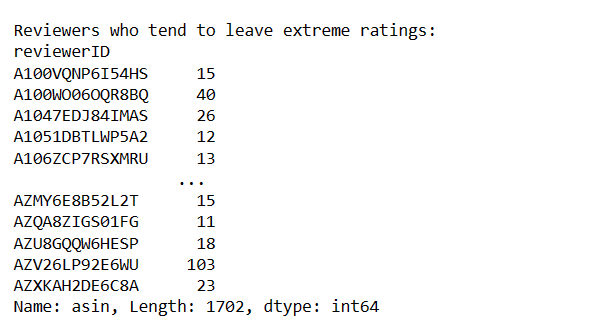 Reviewers who tend to leave extreme ratings:
reviewerID
A100VQNP6I54HS     15
A100WO06OQR8BQ     40
A1047EDJ84IMAS     26
A1051DBTLWP5A2     12
A106ZCP7RSXMRU     13
...
AZMY6E8B52L2T      15
AZQA8ZIGS01FG      11
AZU8GQQW6HESP      18
AZV26LP92E6WU     103
AZXKAH2DE6C8A      23
Name: asin, Length: 1702, dtype: int64